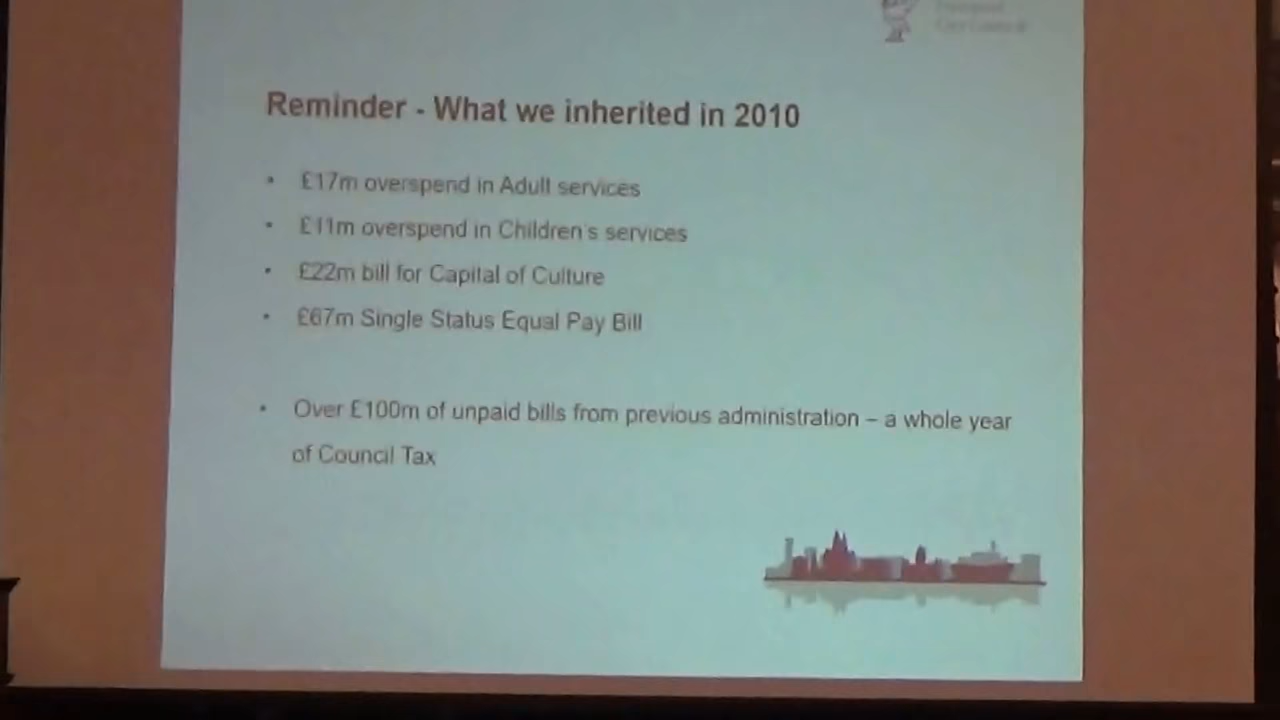 City Council
Reminder - What we inherited in 2010
• £17m overspend in Adult services
• £11m overspend in Children's services
• £22m bill for Capital of Culture
• £67m Single Status Equal Pay Bill
• Over £100m of unpaid bills from previous administration – a whole year
of Council Tax